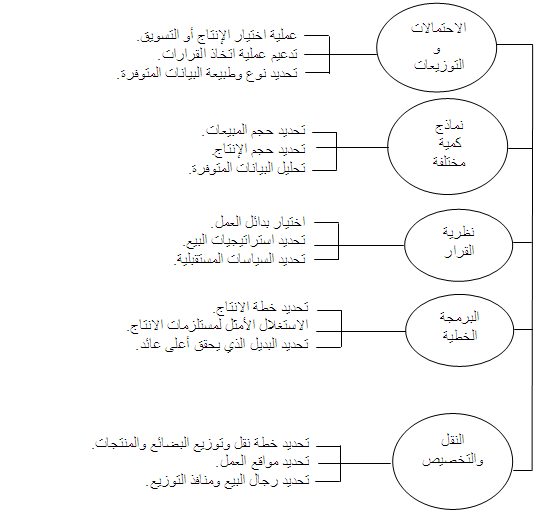 الاحتمالات
و
التوزيعات
عملية اختيار الإنتاج أو التسويق.
تدعيم عملية اتخاذ القرارات.
تحديد نوع وطبيعة البيانات المتوفرة.
نماذج
كمية
مختلفة
تحديد حجم المبيعات.
تحديد حجم الإنتاج.
تحليل البيانات المتوفرة.
نظرية
القرار
اختيار بدائل العمل.
تحديد استراتيجيات البيع.
تحديد السياسات المستقبلية.
البرمجة
الخطية
تحديد خطة الانتاج.
الاستغلال الأمثل لمستلزمات الانتاج.
تحديد البديل الذي يحقق أعلى عائد.
النقل
والتخصيص
تحديد خطة نقل وتوزيع البضائع والمنتجات.
تحديد مواقع العمل.
تحديد رجال البيع ومنافذ التوزيع.